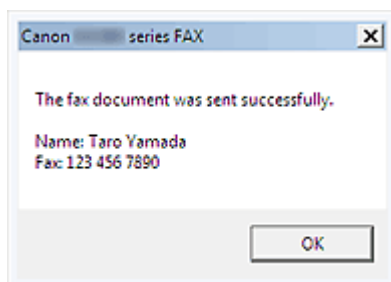 Canon series FAX
The fax document was sent successfully.
Name: Taro Yamada
Fax: 123 456 7890
OK